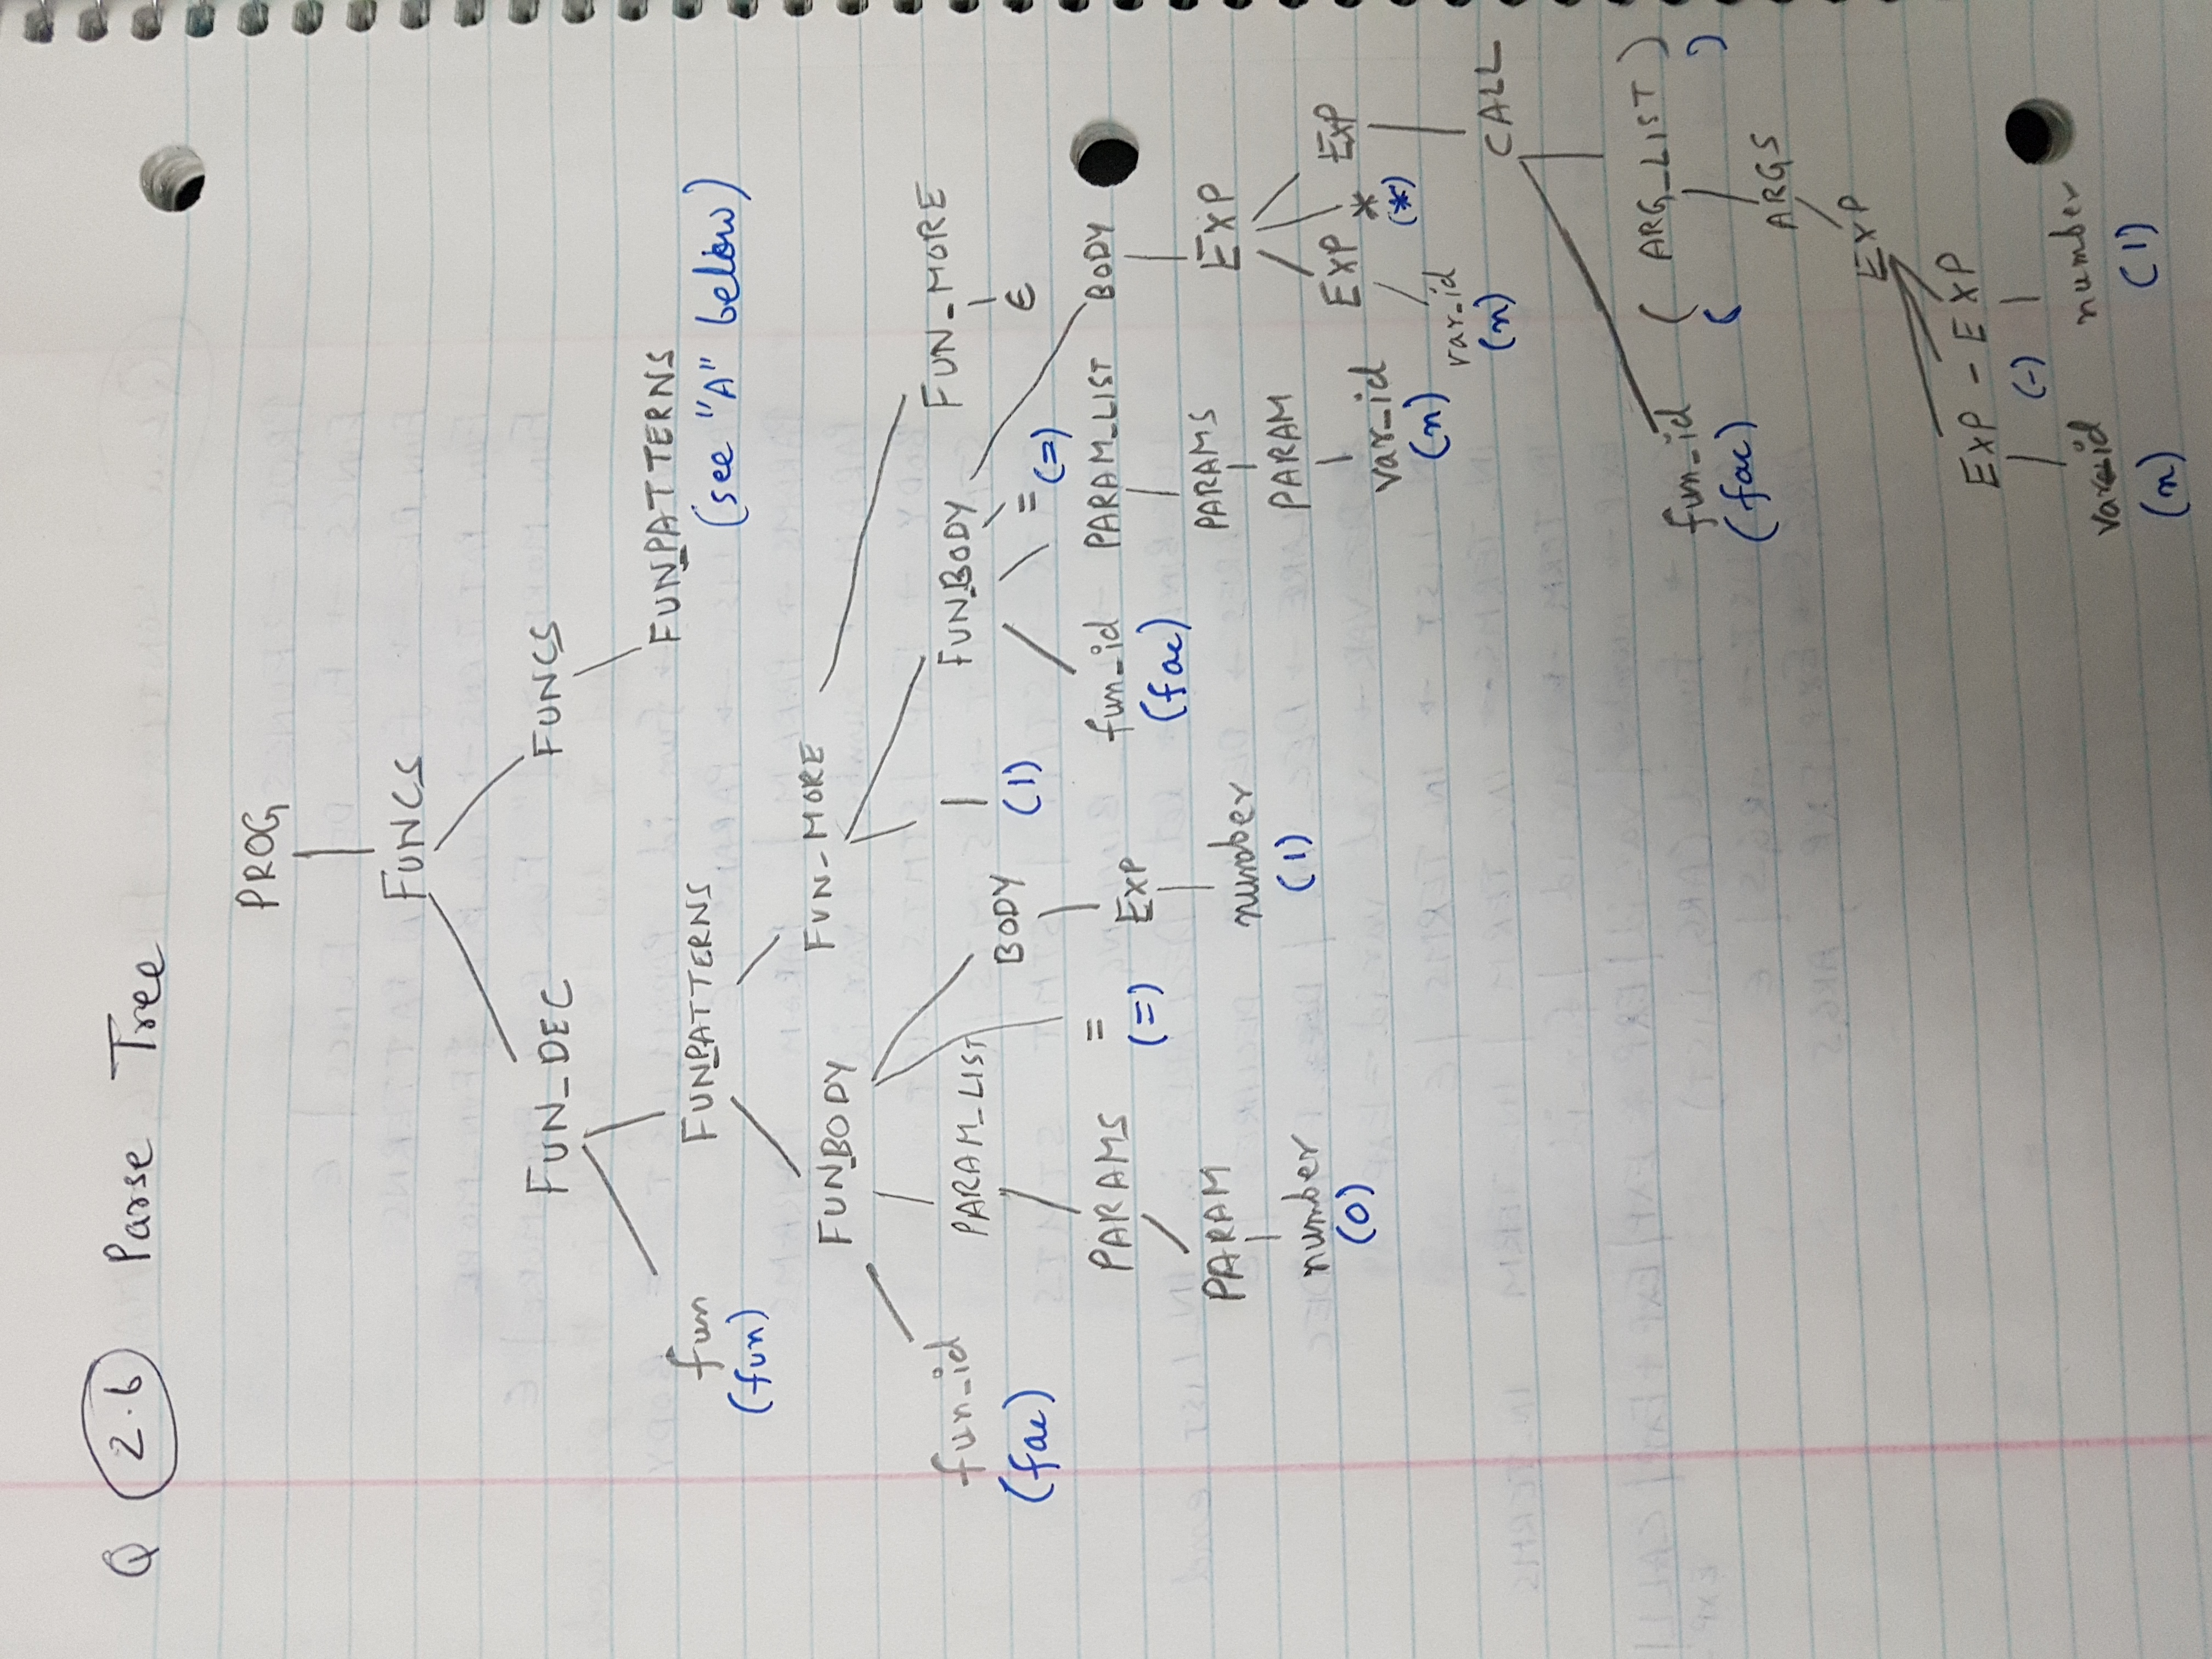 Q 2.6 Parse Tree
PROG
FUNCS
FUN_DEC FUNCS
fun FUN_PATTERNS FUN_PATTERNS
(fun) (see "A" below)
FUN_BODY FUN_MORE
fun_id PARAM_LIST BODY | FUN_BODY FUN_MORE
(fac) (|) = (=) ε
PARAMS = EXP fun_id PARAM_LIST BODY
(=) (fac)
PARAM number PARAMS EXP
number (1) PARAM EXP * EXP
(0) var_id (*)
(n) var_id
(n) CALL
fun_id ( ARG_LIST )
(fac) ( )
ARGS
EXP
EXP - EXP
(-)
var_id number
(n) (1)